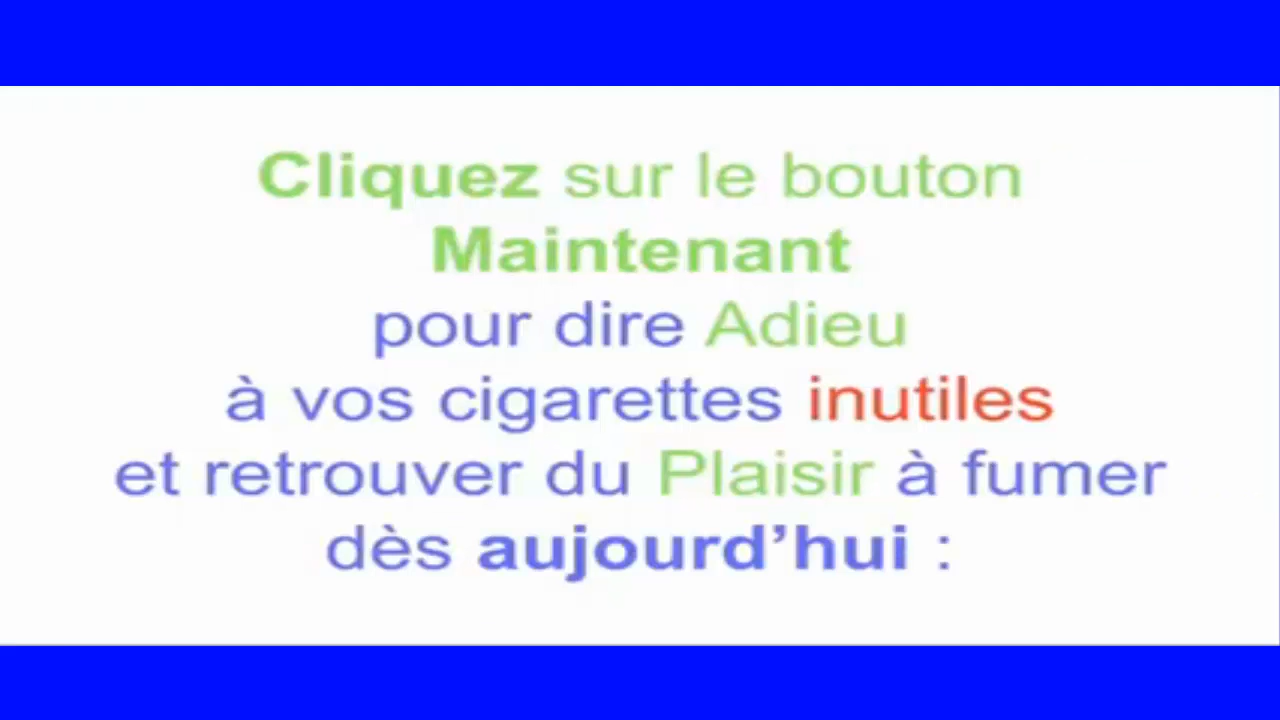 Cliquez sur le bouton
Maintenant
pour dire Adieu
à vos cigarettes inutiles
et retrouver du Plaisir à fumer
dès aujourd’hui :